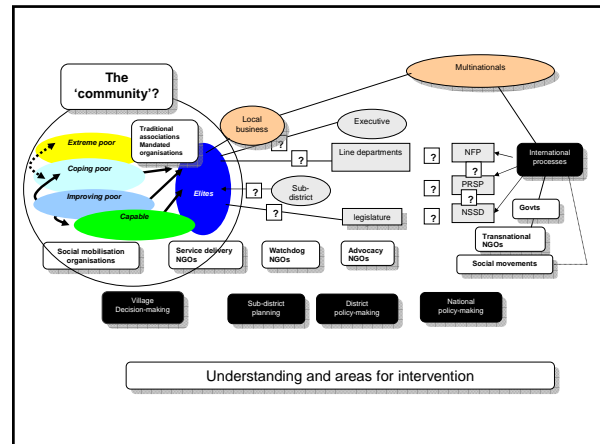 The
‘community’?
Multinationals
Traditional
associations
Mandated
organisations
Local
business
?
Executive
Extreme poor
Coping poor
Improving poor
Capable
Elites
?
Line departments
?
NFP
?
International
processes
?
Sub-
district
?
PRSP
?
?
legislature
?
NSSD
Govts
Transnational
NGOs
Social movements
Social mobilisation
organisations
Service delivery
NGOs
Watchdog
NGOs
Advocacy
NGOs
Village
Decision-making
Sub-district
planning
District
policy-making
National
policy-making
Understanding and areas for intervention